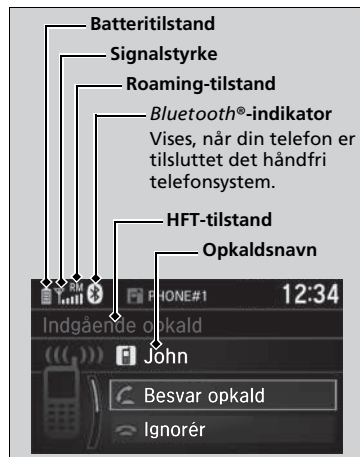 Batteritilstand
Signalstyrke
Roaming-tilstand
Bluetooth®-indikator
Vises, når din telefon er
tilsluttet det håndfri
telefonsystem.
HFT-tilstand
Opkaldsnavn
RM PHONE#1 12:34
Indgående opkald
John
Besvar opkald
Ignorér